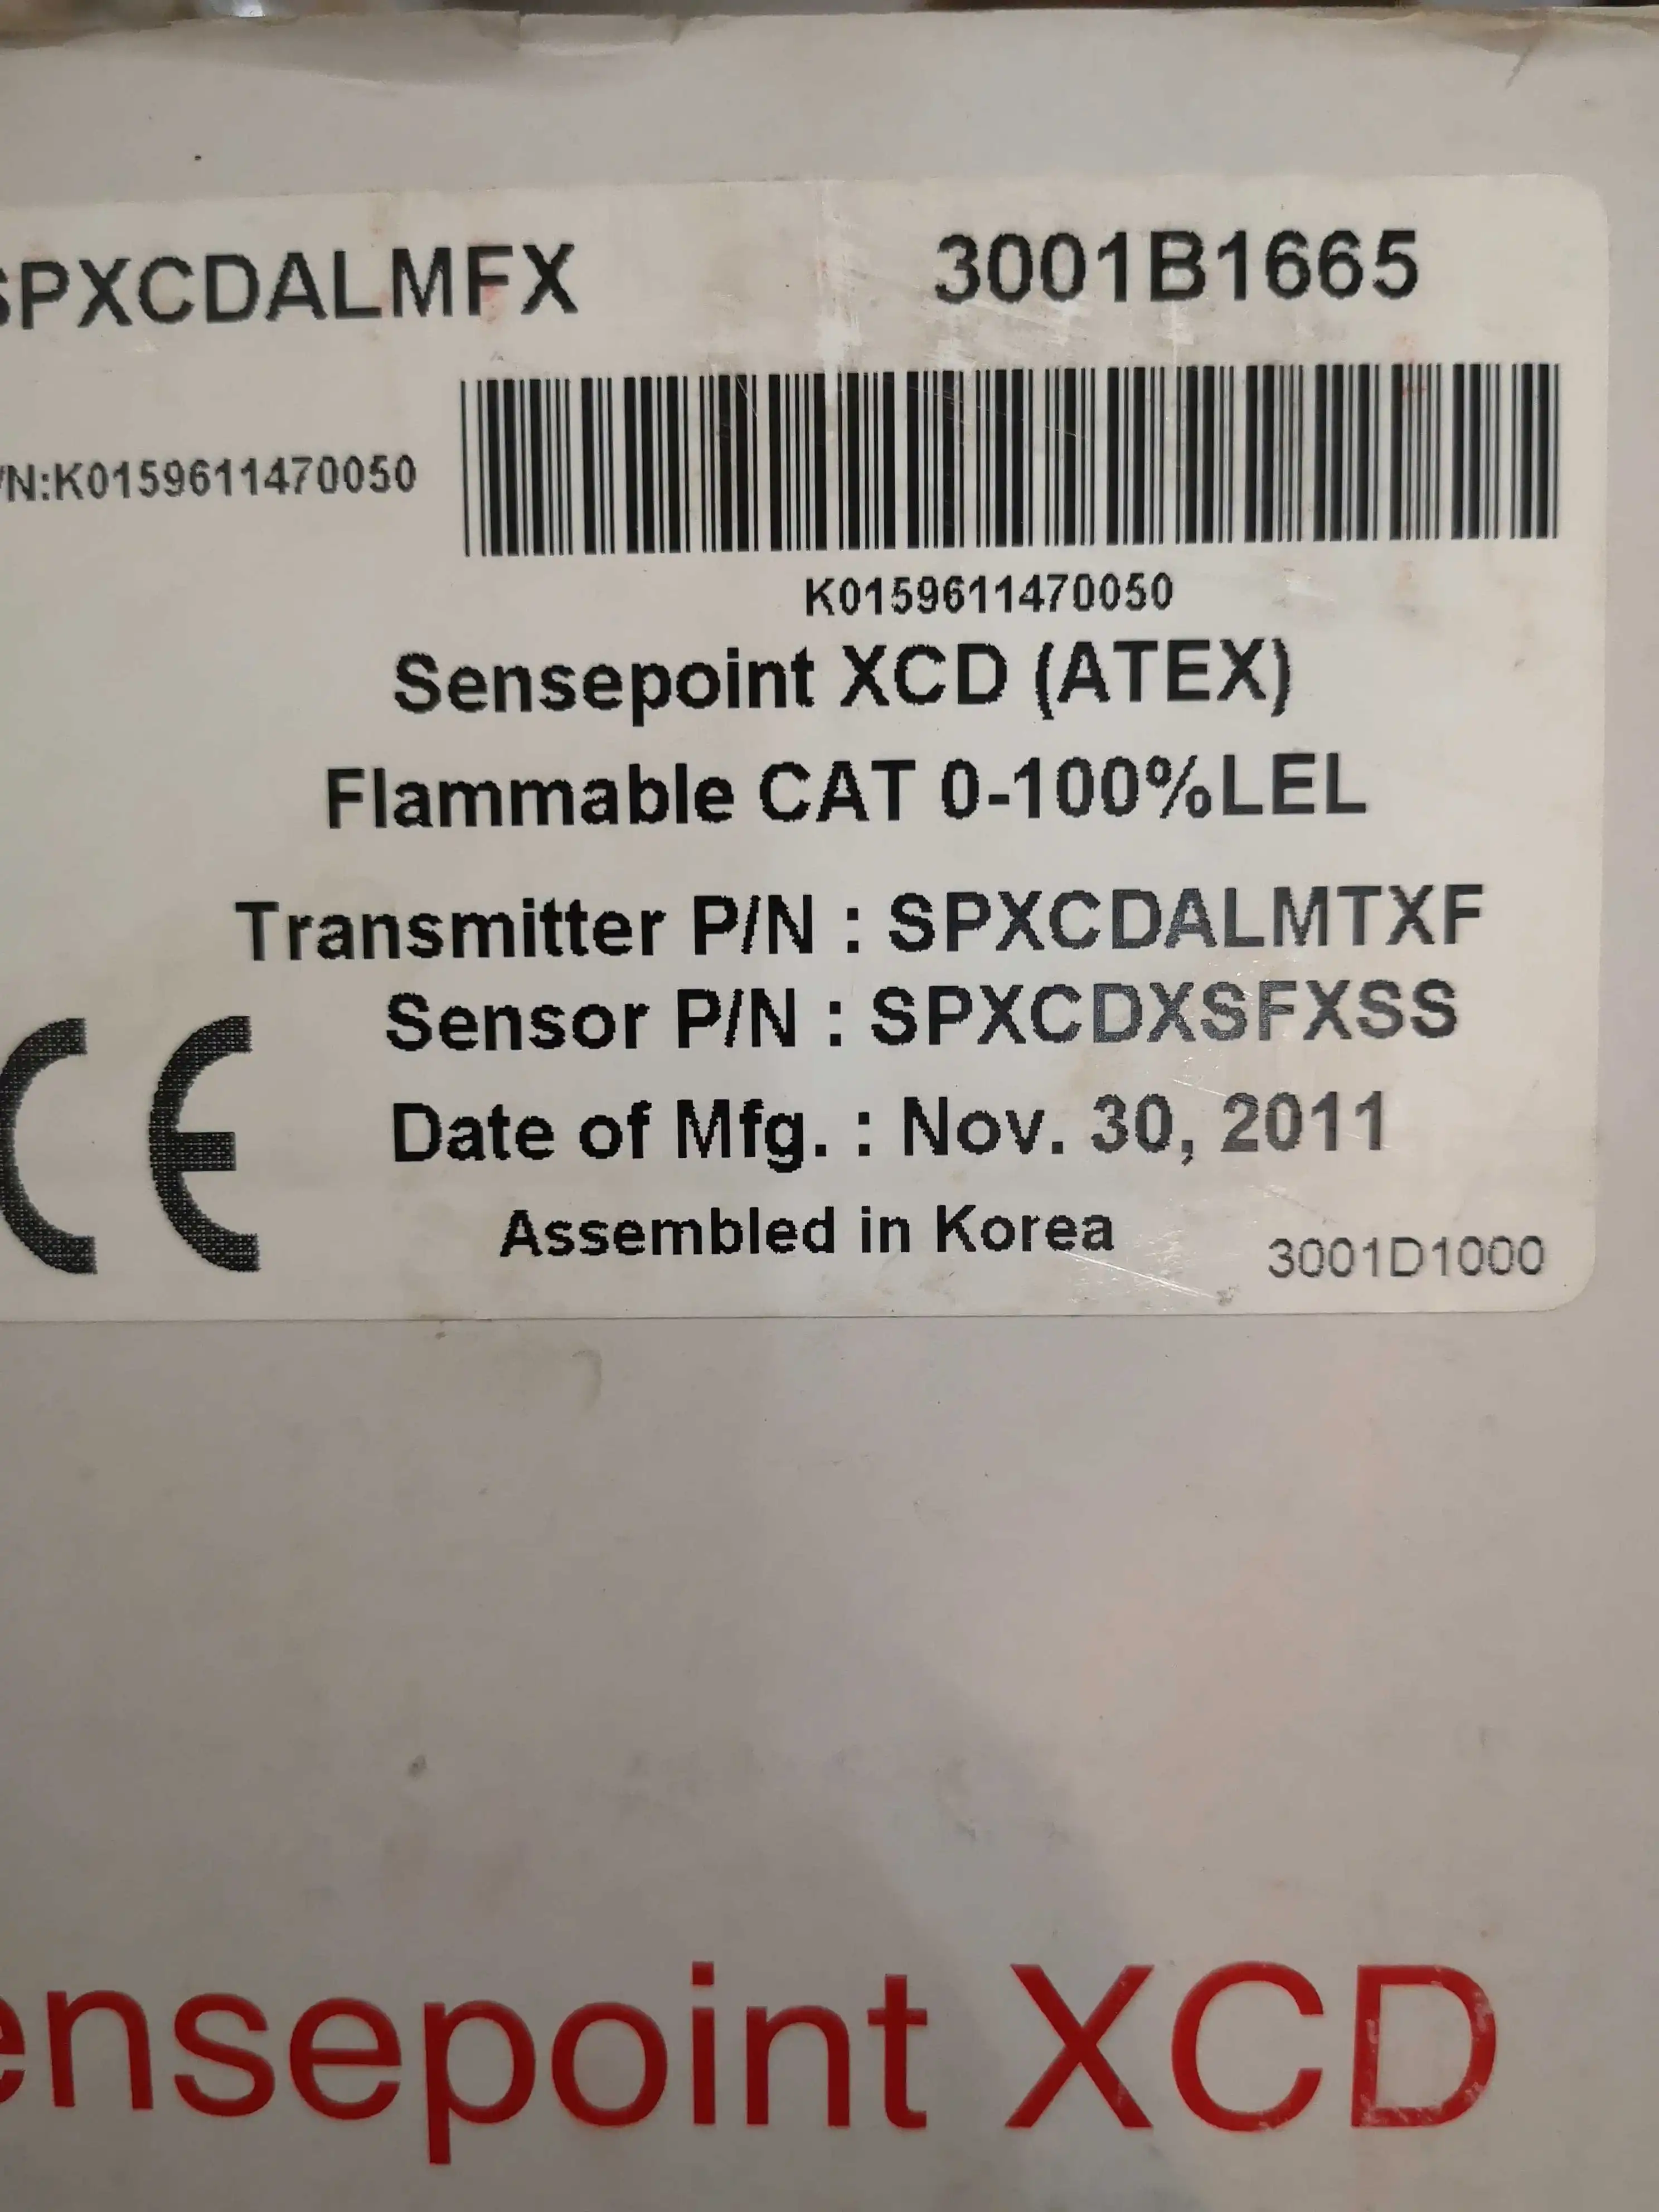 SPXCDALMFX 3001B1665
/N:K0159611470050
K0159611470050
Sensepoint XCD (ATEX)
Flammable CAT 0-100%LEL
Transmitter P/N : SPXCDALMTXF
Sensor P/N : SPXCDXSFXSS
Date of Mfg. : Nov. 30, 2011
CE
Assembled in Korea
3001D1000
ensepoint XCD